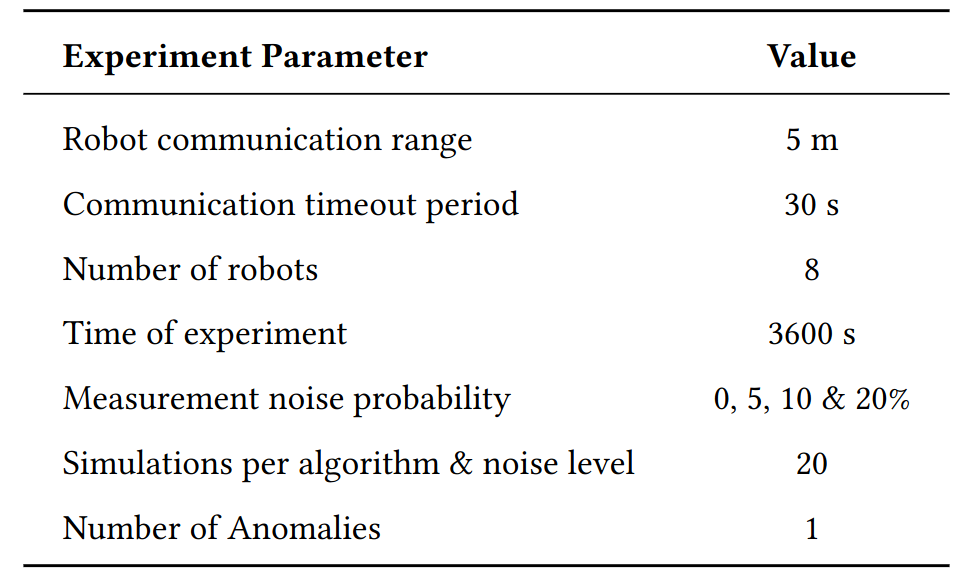 Experiment Parameter Value
Robot communication range 5 m
Communication timeout period 30 s
Number of robots 8
Time of experiment 3600 s
Measurement noise probability 0, 5, 10 & 20%
Simulations per algorithm & noise level 20
Number of Anomalies 1